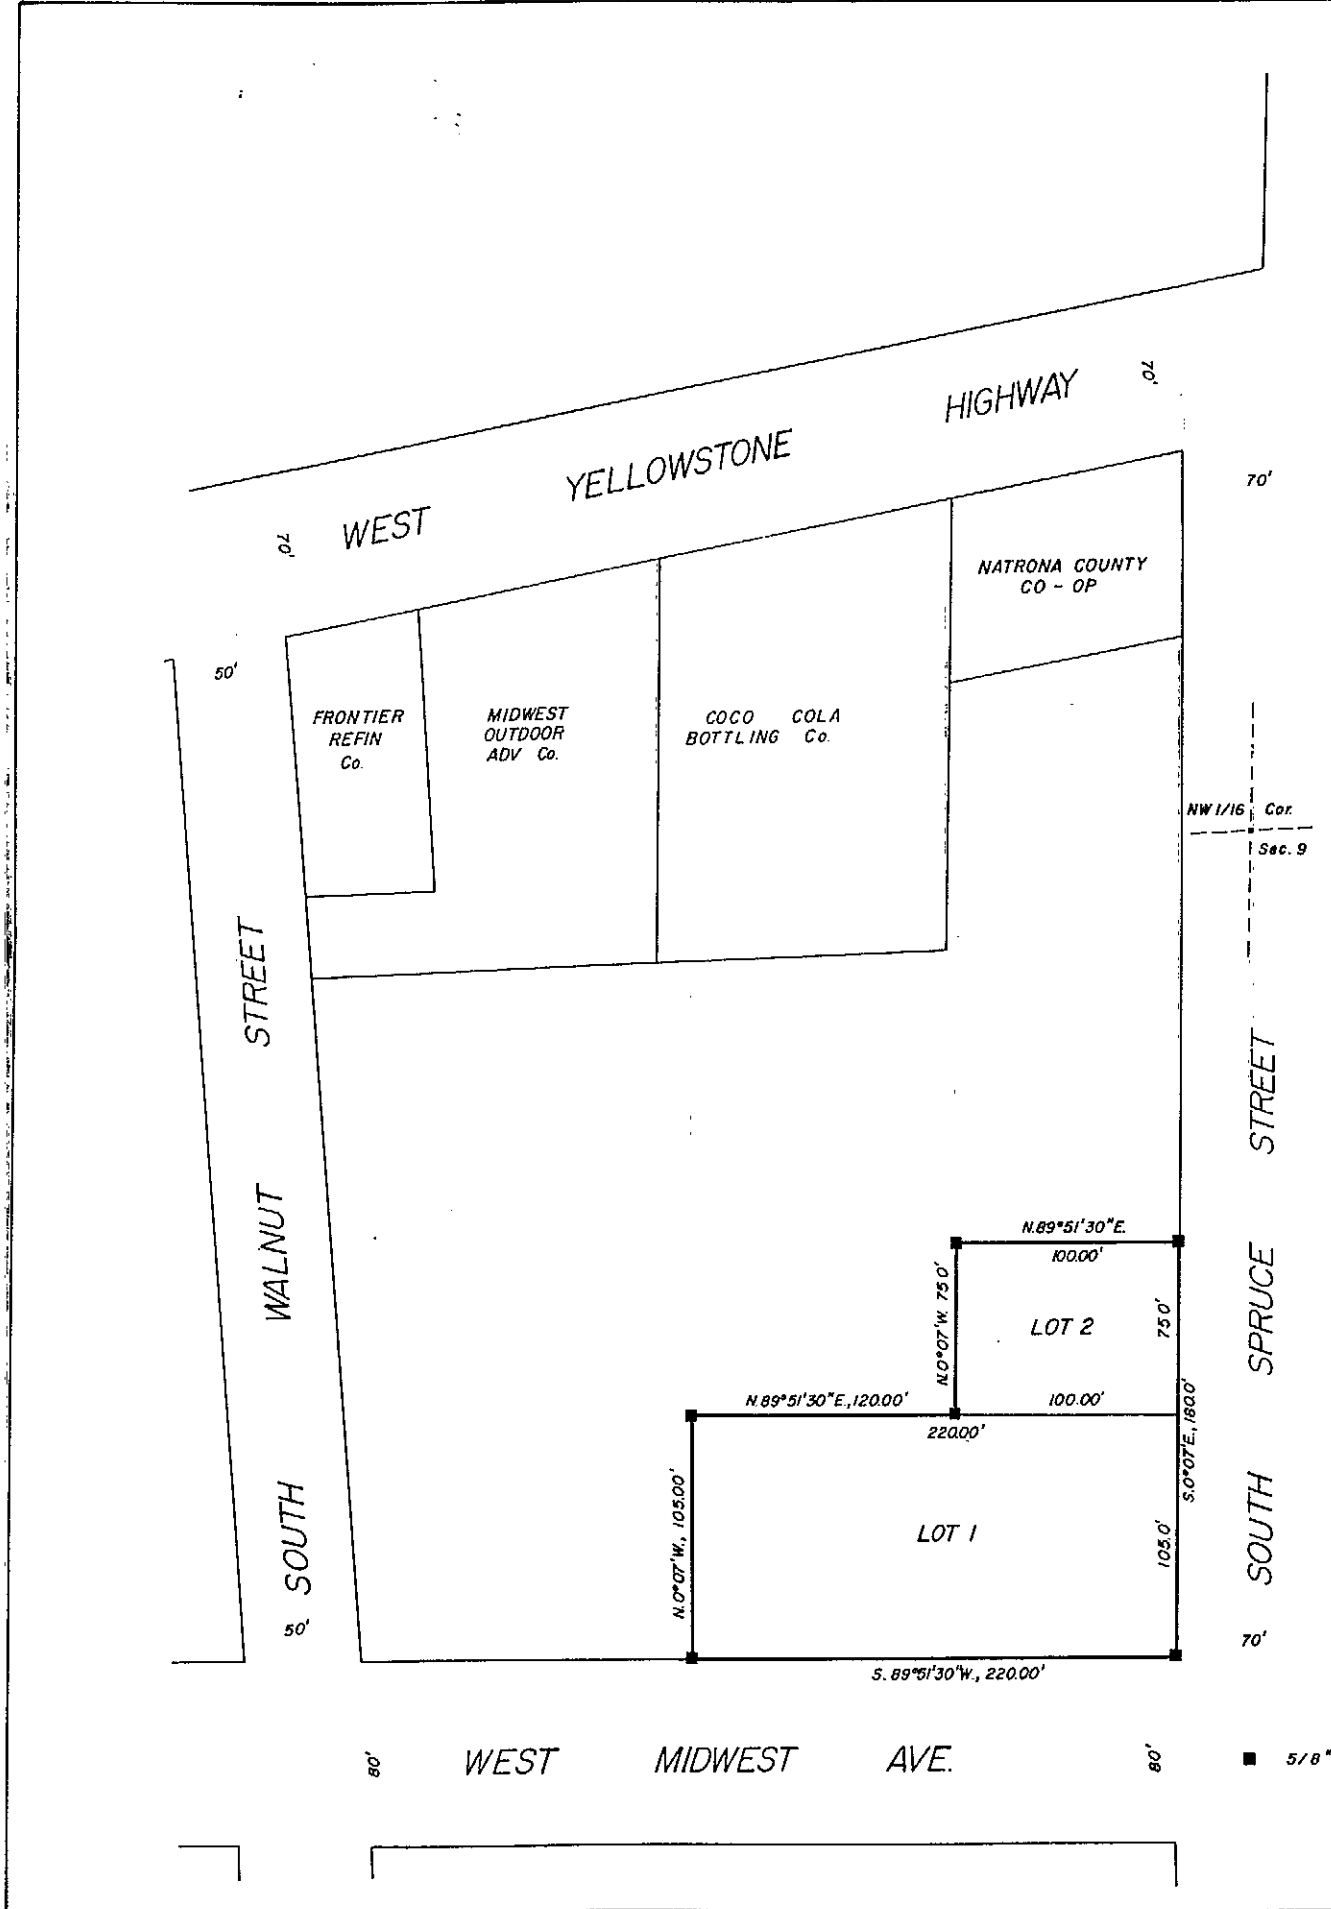 HIGHWAY
70'
YELLOWSTONE
70'
WEST
70'
NATRONA COUNTY
CO - OP
50'
FRONTIER
REFIN
Co.
MIDWEST
OUTDOOR
ADV Co.
COCO COLA
BOTTLING Co.
NW 1/16 Cor.
Sec. 9
SOUTH WALNUT STREET
SOUTH SPRUCE STREET
N.89°51'30"E.
100.00'
N.0°07'W. 75.0'
LOT 2
75.0'
N.89°51'30"E.,120.00'
100.00'
220.00'
S.0°07'E.,180.0'
N.0°07'W., 105.00'
LOT 1
105.0'
50'
70'
S. 89°51'30"W., 220.00'
80'
WEST MIDWEST AVE.
80'
5/8"